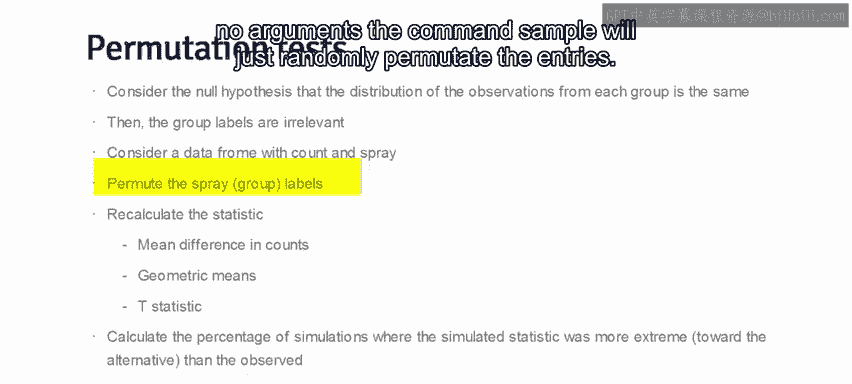 no arguments the command sample will
just randomly permutate the entries.
Permutation tests
· Consider the null hypothesis that the distribution of the observations from each group is the same
· Then, the group labels are irrelevant
· Consider a data frome with count and spray
· Permute the spray (group) labels
· Recalculate the statistic
- Mean difference in counts
- Geometric means
- T statistic
· Calculate the percentage of simulations where the simulated statistic was more extreme (toward the
alternative) than the observed